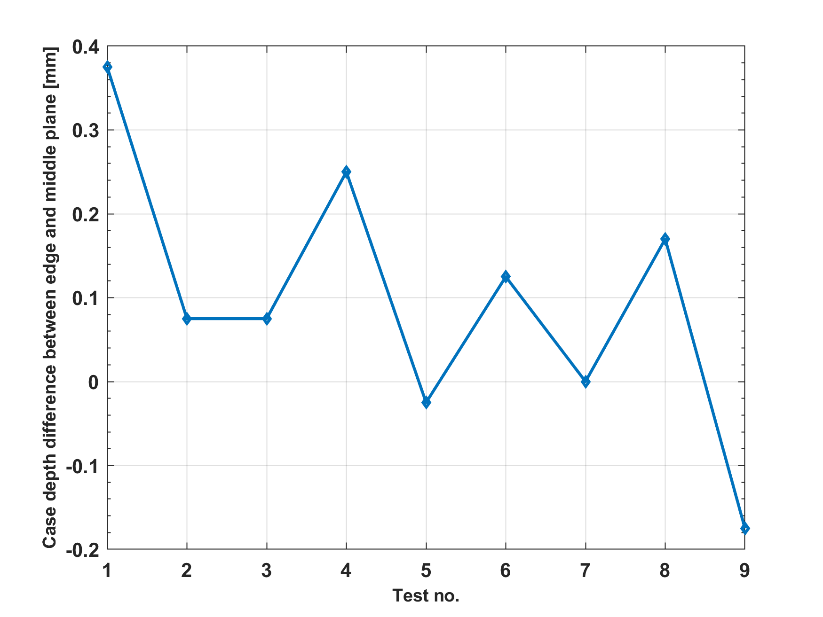 Case depth difference between edge and middle plane [mm]
0.4
0.3
0.2
0.1
0
-0.1
-0.2
1 2 3 4 5 6 7 8 9
Test no.